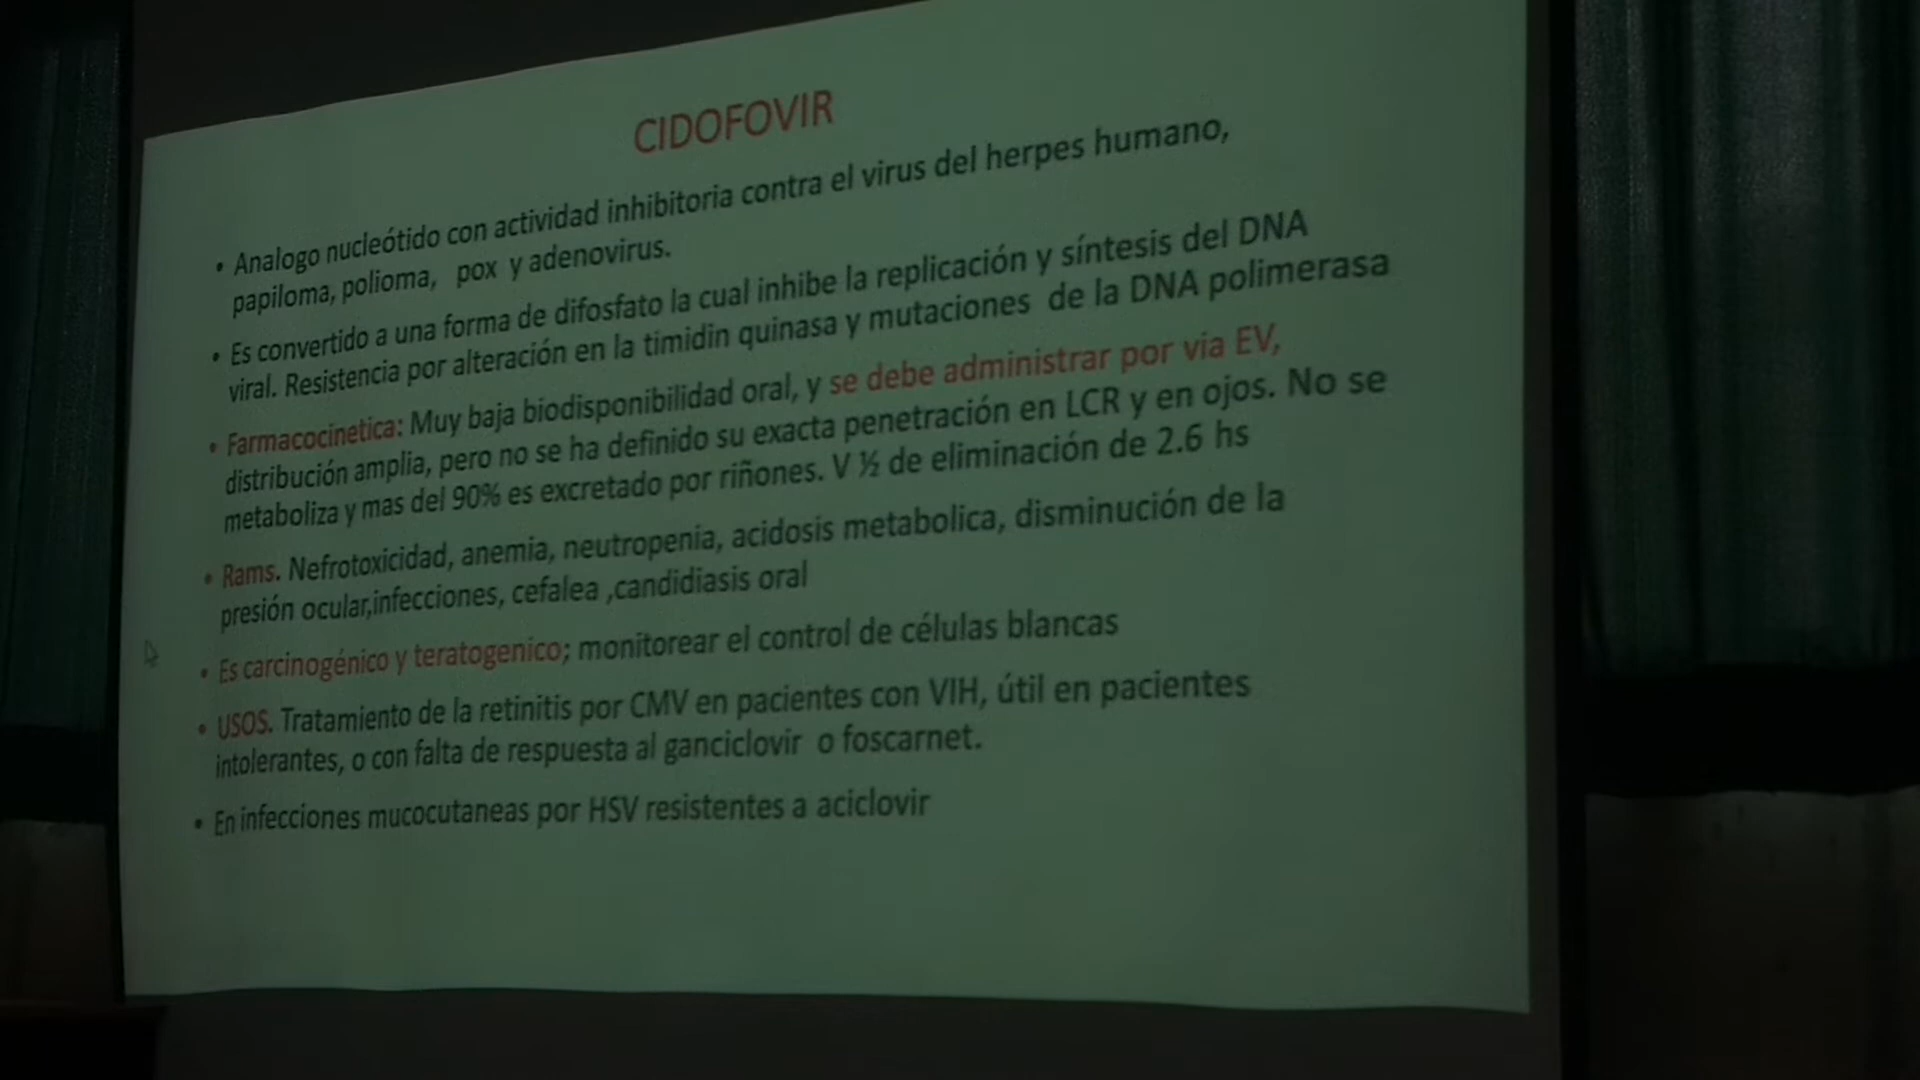 CIDOFOVIR
• Analogo nucleótido con actividad inhibitoria contra el virus del herpes humano,
papiloma, polioma, pox y adenovirus.
• Es convertido a una forma de difosfato la cual inhibe la replicación y síntesis del DNA
viral. Resistencia por alteración en la timidin quinasa y mutaciones de la DNA polimerasa
• Farmacocinetica: Muy baja biodisponibilidad oral, y se debe administrar por via EV,
distribución amplia, pero no se ha definido su exacta penetración en LCR y en ojos. No se
metaboliza y mas del 90% es excretado por riñones. V ½ de eliminación de 2.6 hs
• Rams. Nefrotoxicidad, anemia, neutropenia, acidosis metabolica, disminución de la
presión ocular,infecciones, cefalea ,candidiasis oral
• Es carcinogénico y teratogenico; monitorear el control de células blancas
• USOS. Tratamiento de la retinitis por CMV en pacientes con VIH, útil en pacientes
intolerantes, o con falta de respuesta al ganciclovir o foscarnet.
• En infecciones mucocutaneas por HSV resistentes a aciclovir